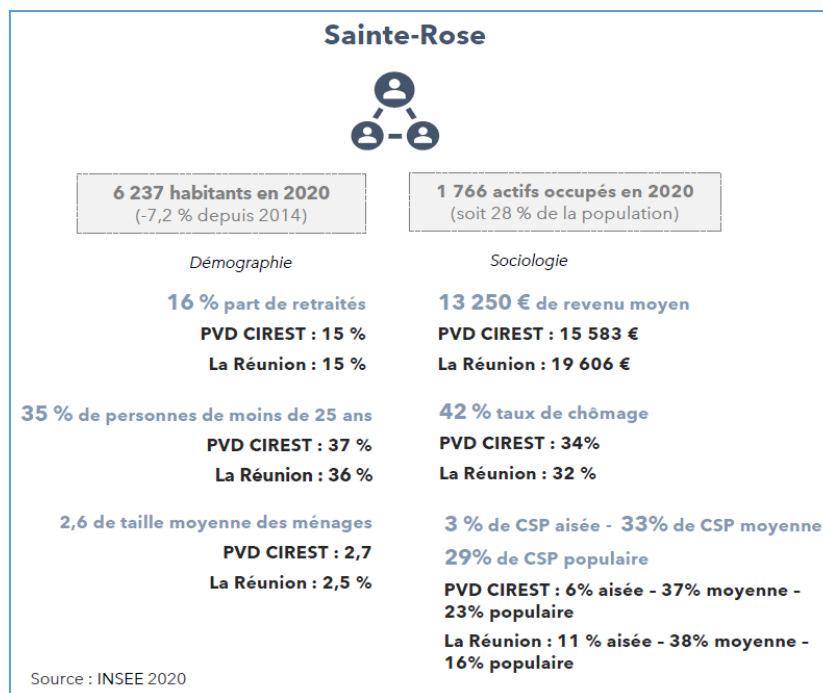 Sainte-Rose
6 237 habitants en 2020
(-7,2 % depuis 2014)
1 766 actifs occupés en 2020
(soit 28 % de la population)
Démographie
16 % part de retraités
PVD CIREST : 15 %
La Réunion : 15 %
35 % de personnes de moins de 25 ans
PVD CIREST : 37 %
La Réunion : 36 %
2,6 de taille moyenne des ménages
PVD CIREST : 2,7
La Réunion : 2,5 %
Sociologie
13 250 € de revenu moyen
PVD CIREST : 15 583 €
La Réunion : 19 606 €
42 % taux de chômage
PVD CIREST : 34%
La Réunion : 32 %
3 % de CSP aisée - 33% de CSP moyenne
29% de CSP populaire
PVD CIREST : 6% aisée – 37% moyenne –
23% populaire
La Réunion : 11 % aisée – 38% moyenne –
16% populaire
Source : INSEE 2020